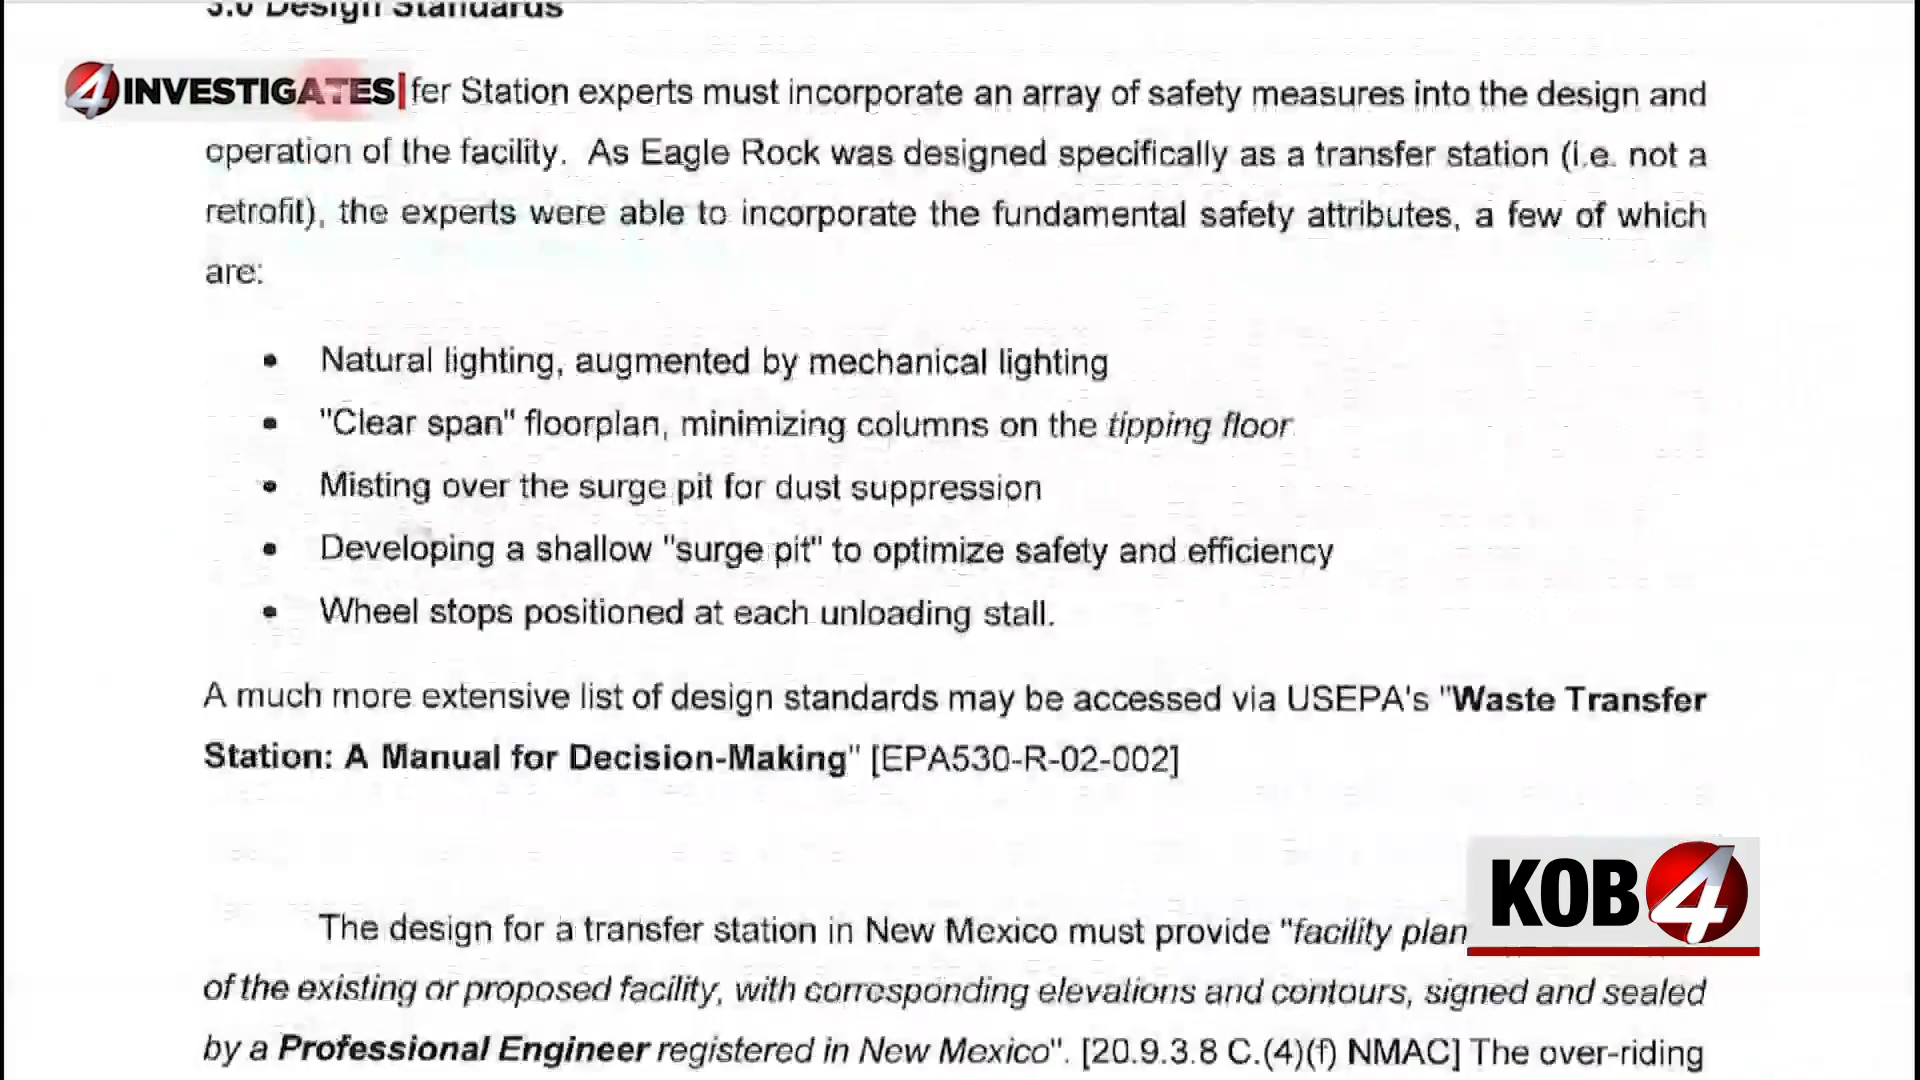 3.0 Design Standards
4 INVESTIGATES
fer Station experts must incorporate an array of safety measures into the design and
operation of the facility. As Eagle Rock was designed specifically as a transfer station (i.e. not a
retrofit), the experts were able to incorporate the fundamental safety attributes, a few of which
are:
• Natural lighting, augmented by mechanical lighting
• "Clear span" floorplan, minimizing columns on the tipping floor
• Misting over the surge pit for dust suppression
• Developing a shallow "surge pit" to optimize safety and efficiency
• Wheel stops positioned at each unloading stall.
A much more extensive list of design standards may be accessed via USEPA's "Waste Transfer
Station: A Manual for Decision-Making" [EPA530-R-02-002]
KOB 4
The design for a transfer station in New Mexico must provide "facility plan
of the existing or proposed facility, with corresponding elevations and contours, signed and sealed
by a Professional Engineer registered in New Mexico". [20.9.3.8 C.(4)(f) NMAC] The over-riding